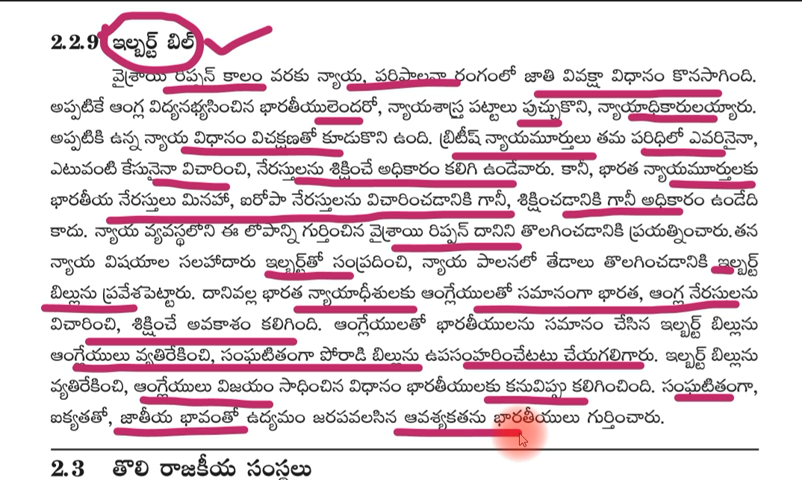 2.2.9 ఇల్బర్ట్ బిల్
వైశ్రాయి రిప్పన్ కాలం వరకు న్యాయ, పరిపాలనా రంగంలో జాతి వివక్షా విధానం కొనసాగింది.
అప్పటికే ఆంగ్ల విద్యనభ్యసించిన భారతీయులెందరో, న్యాయశాస్త్ర పట్టాలు పుచ్చుకొని, న్యాయాధికారులయ్యారు.
అప్పటికి ఉన్న న్యాయ విధానం విచక్షణతో కూడుకొని ఉంది. బ్రిటీష్ న్యాయమూర్తులు తమ పరిధిలో ఎవరినైనా,
ఎటువంటి కేసునైనా విచారించి, నేరస్తులను శిక్షించే అధికారం కలిగి ఉండేవారు. కానీ, భారత న్యాయమూర్తులకు
భారతీయ నేరస్తులు మినహా, ఐరోపా నేరస్తులను విచారించడానికి గానీ, శిక్షించడానికి గానీ అధికారం ఉండేది
కాదు. న్యాయ వ్యవస్థలోని ఈ లోపాన్ని గుర్తించిన వైశ్రాయి రిప్పన్ దానిని తొలగించడానికి ప్రయత్నించారు.తన
న్యాయ విషయాల సలహాదారు ఇల్బర్ట్‌తో సంప్రదించి, న్యాయ పాలనలో తేడాలు తొలగించడానికి ఇల్బర్ట్
బిల్లును ప్రవేశపెట్టారు. దానివల్ల భారత న్యాయాధీశులకు ఆంగ్లేయులతో సమానంగా భారత, ఆంగ్ల నేరస్తులను
విచారించి, శిక్షించే అవకాశం కలిగింది. ఆంగ్లేయులతో భారతీయులను సమానం చేసిన ఇల్బర్ట్ బిల్లును
ఆంగ్లేయులు వ్యతిరేకించి, సంఘటితంగా పోరాడి బిల్లును ఉపసంహరించేటట్టు చేయగలిగారు. ఇల్బర్ట్ బిల్లును
వ్యతిరేకించి, ఆంగ్లేయులు విజయం సాధించిన విధానం భారతీయులకు కనువిప్పు కలిగించింది. సంఘటితంగా,
ఐక్యతతో, జాతీయ భావంతో ఉద్యమం జరపవలసిన ఆవశ్యకతను భారతీయులు గుర్తించారు.
2.3 తొలి రాజకీయ సంస్థలు